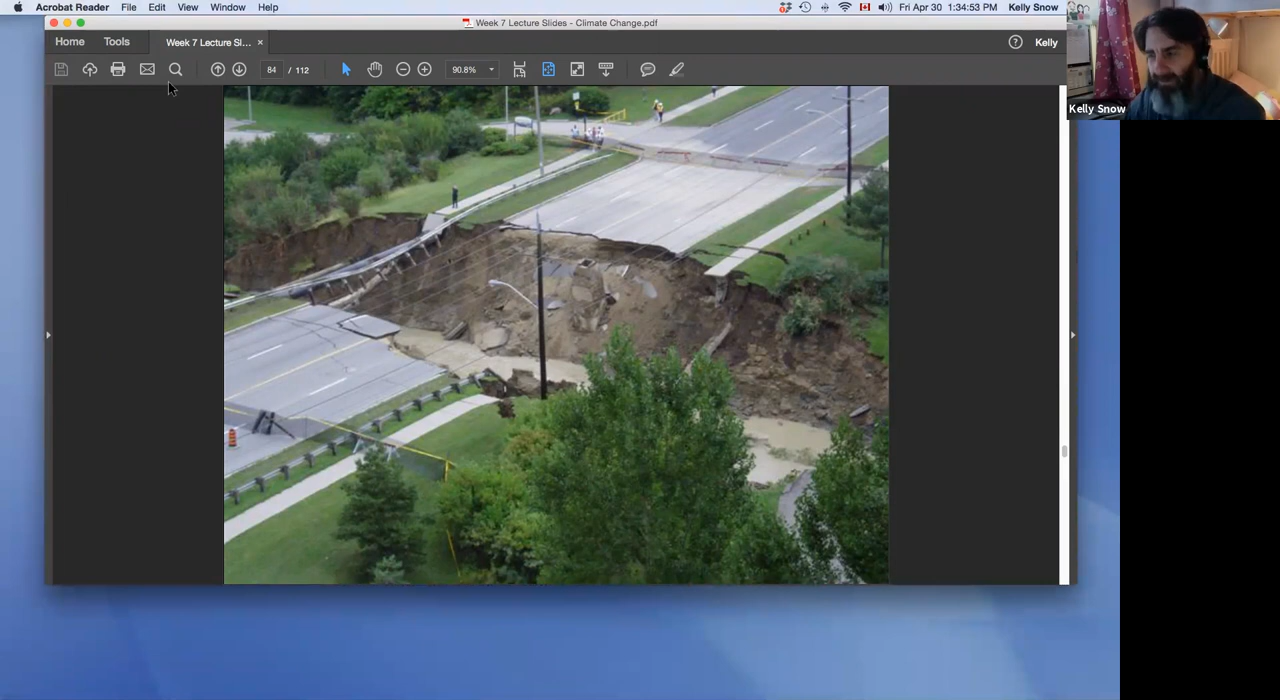 Acrobat Reader File Edit View Window Help Fri Apr 30 1:34:53 PM Kelly Snow
Week 7 Lecture Slides - Climate Change.pdf
Home Tools Week 7 Lecture Sl... × ? Kelly
84 / 112 90.8%
Kelly Snow